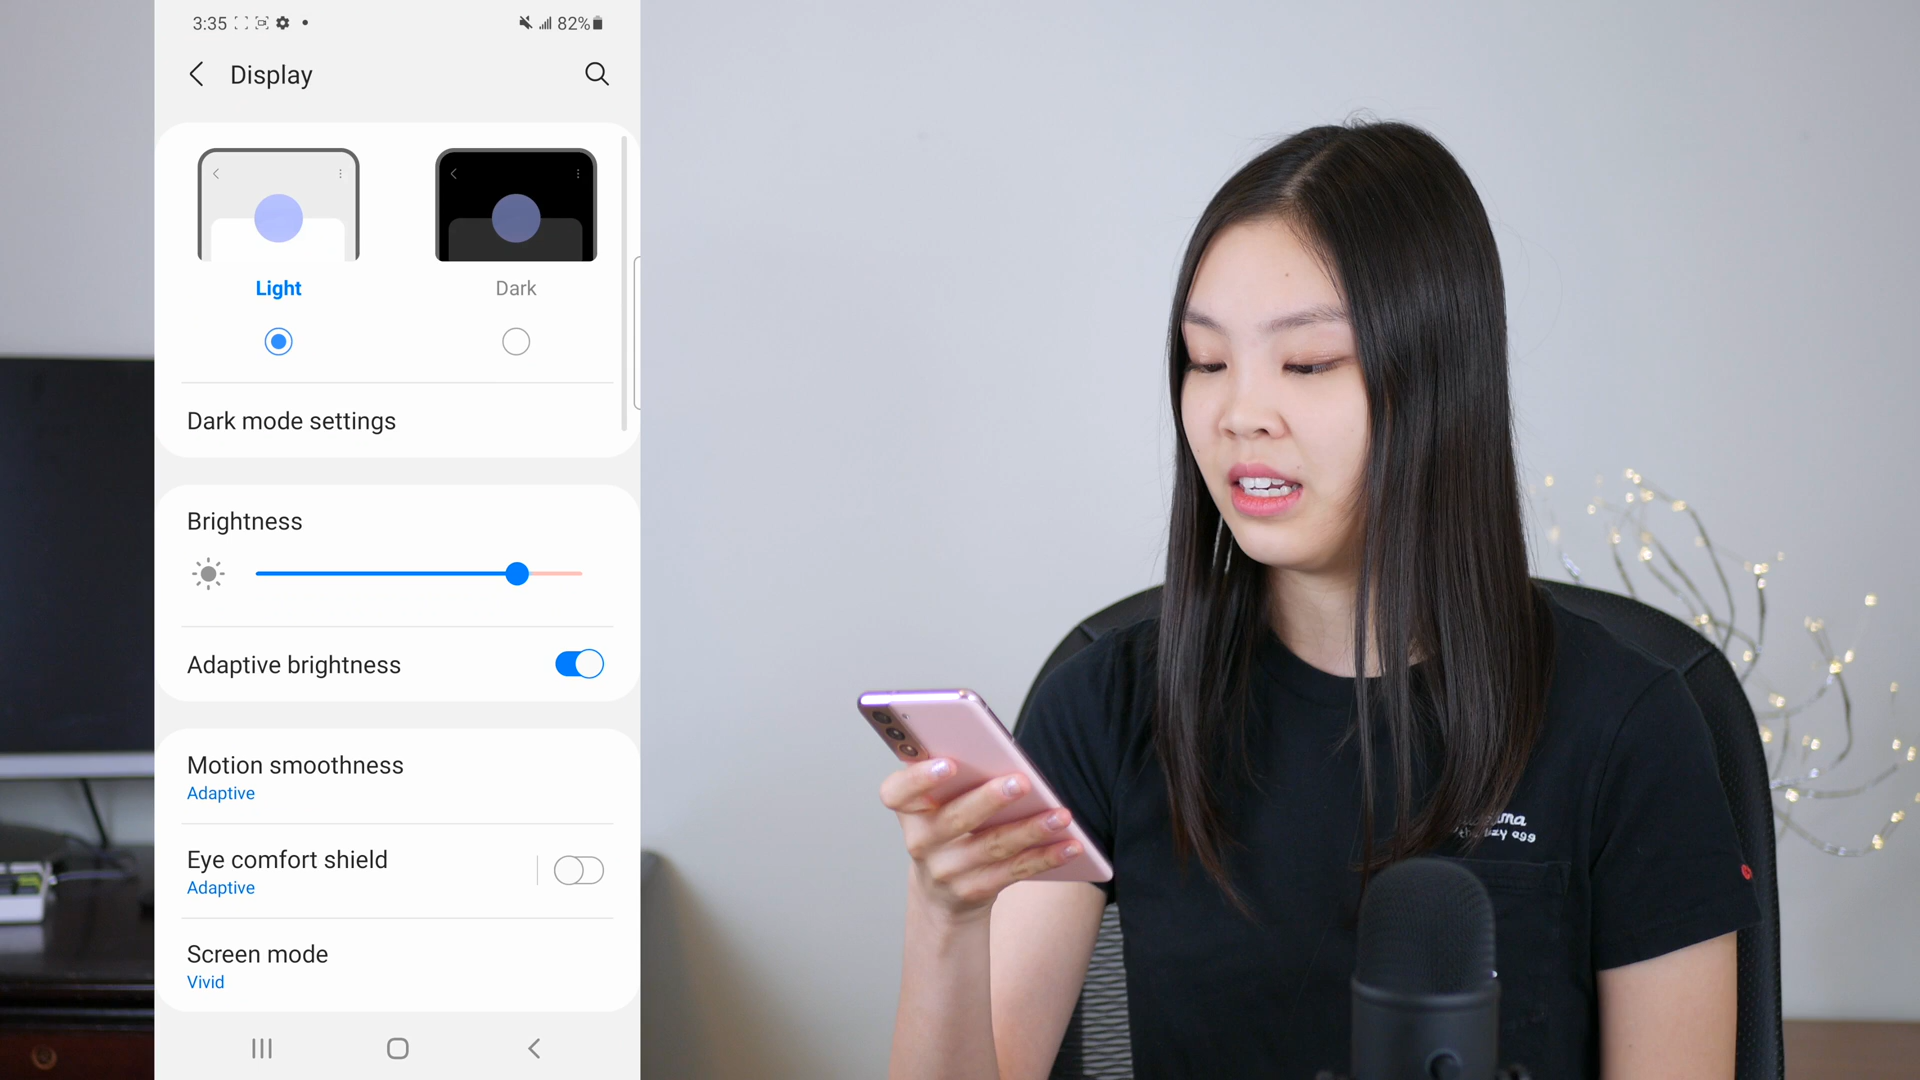 3:35 82%
Display
Light
Dark
Dark mode settings
Brightness
Adaptive brightness
Motion smoothness
Adaptive
Eye comfort shield
Adaptive
Screen mode
Vivid
egg